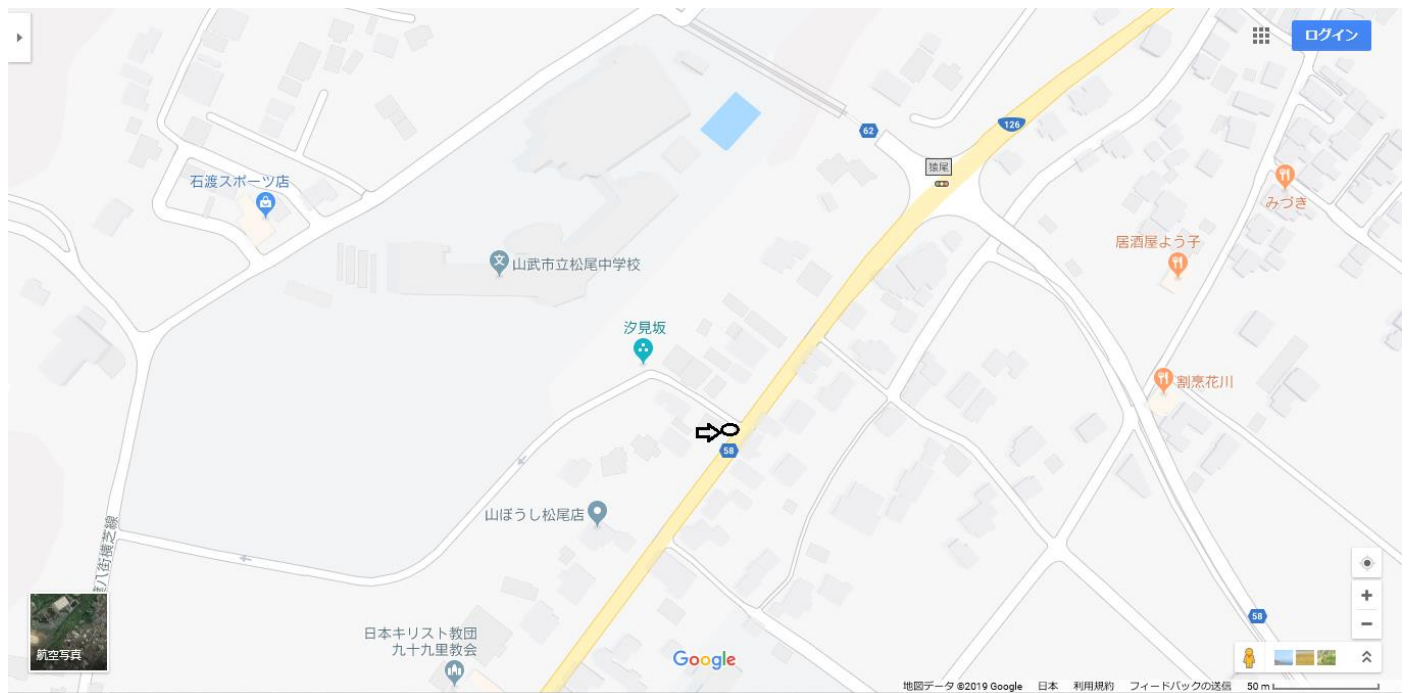 ログイン
62
126
猿尾
石渡スポーツ店
みづき
居酒屋よう子
文
山武市立松尾中学校
汐見坂
割烹花川
58
山ぼうし松尾店
八街横芝線
58
航空写真
日本キリスト教団
九十九里教会
Google
地図データ ©2019 Google 日本 利用規約 フィードバックの送信 50 m